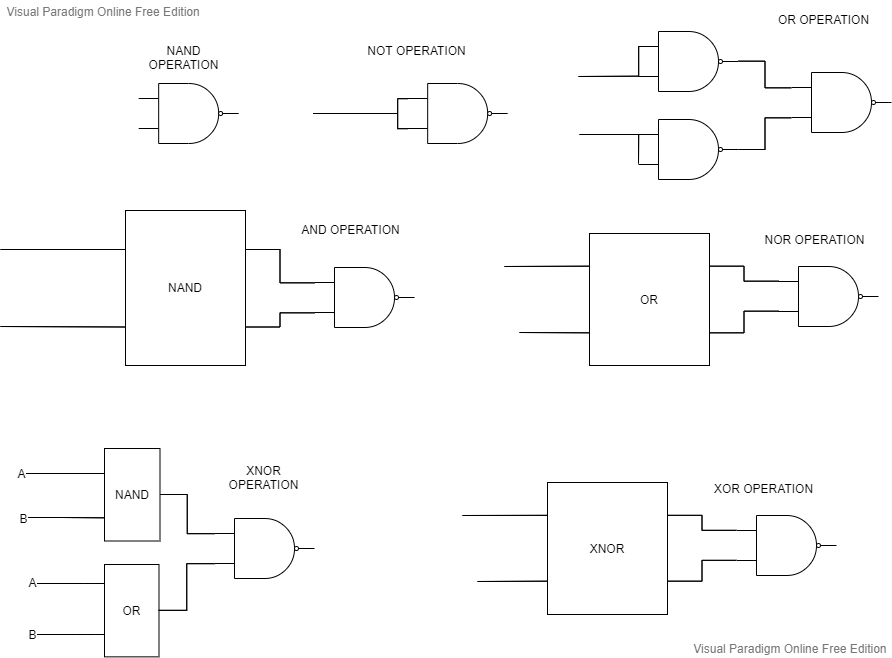 Visual Paradigm Online Free Edition
OR OPERATION
NAND
OPERATION
NOT OPERATION
AND OPERATION
NOR OPERATION
NAND
OR
XNOR
OPERATION
XOR OPERATION
A
NAND
B
XNOR
A
OR
B
Visual Paradigm Online Free Edition